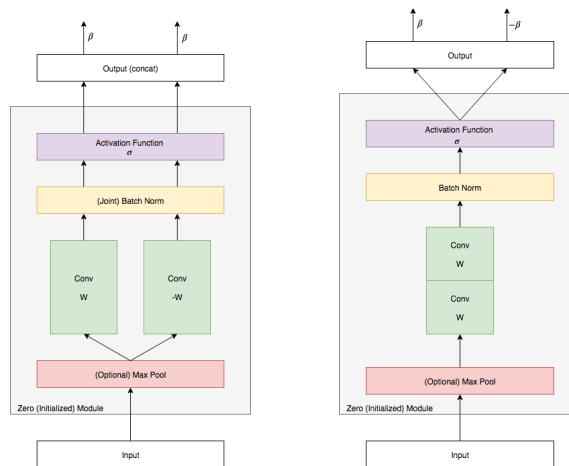 β
β
Output (concat)
Activation Function
σ
(Joint) Batch Norm
Conv
W
Conv
-W
(Optional) Max Pool
Zero (Initialized) Module
Input
β
-β
Output
Activation Function
σ
Batch Norm
Conv
W
Conv
W
(Optional) Max Pool
Zero (Initialized) Module
Input